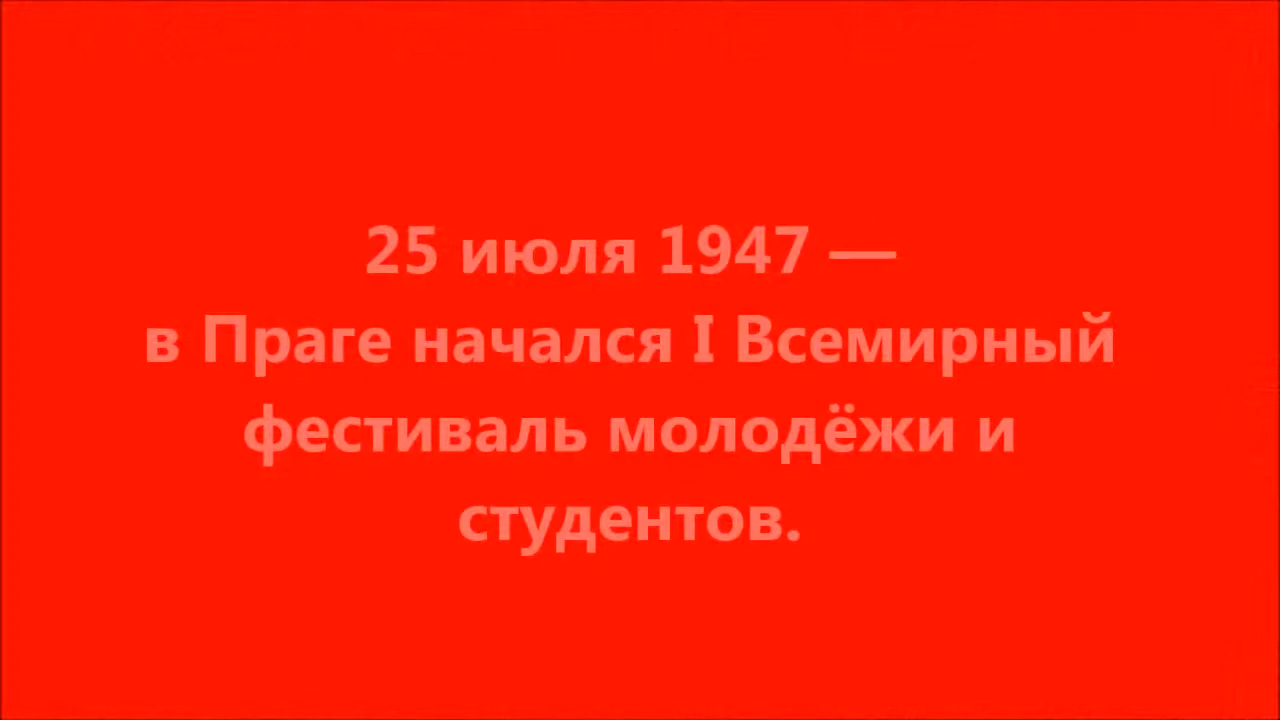 25 июля 1947 —
в Праге начался I Всемирный
фестиваль молодёжи и
студентов.